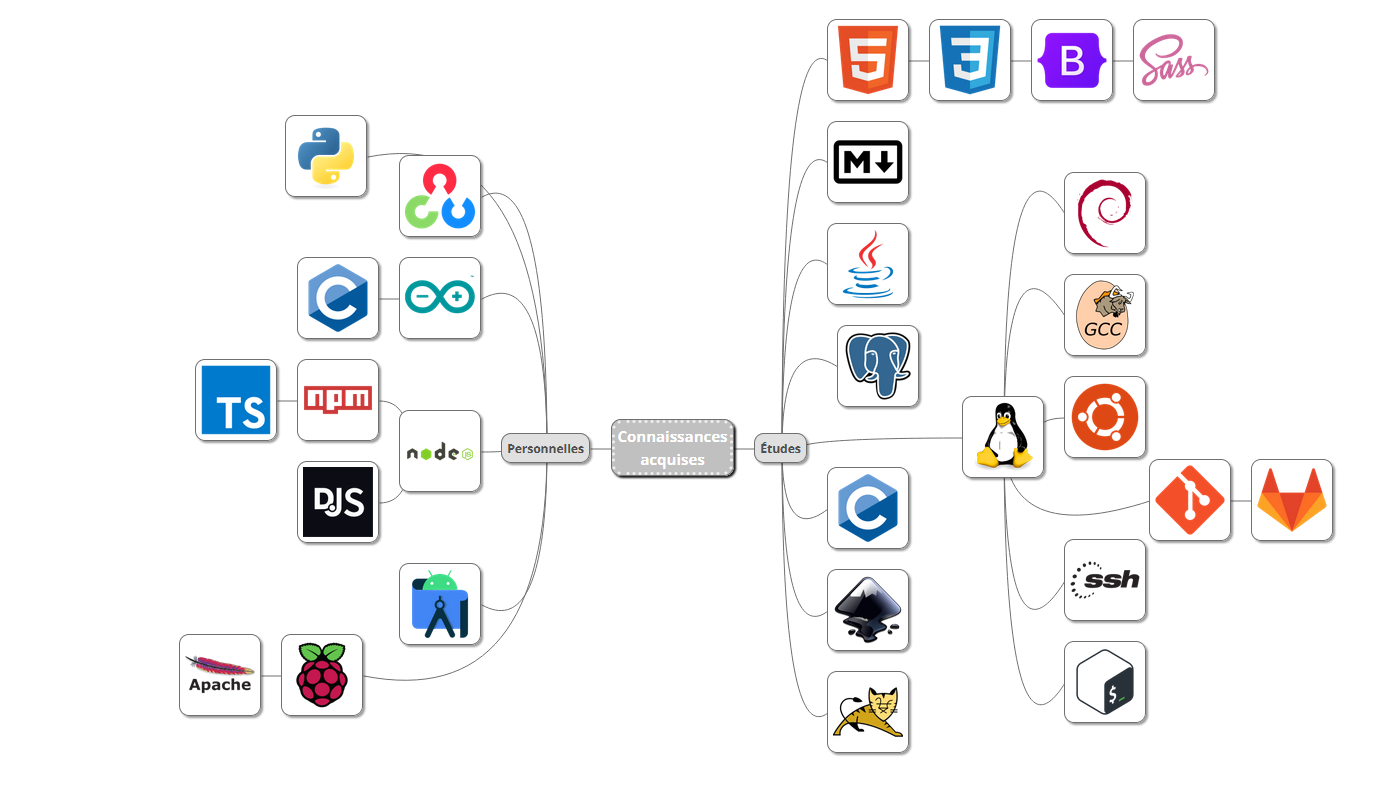 5
3
B
Sass
M
GCC
C
TS
npm
node
JS
Personnelles
Connaissances
acquises
Études
DJS
C
ssh
Apache
$_